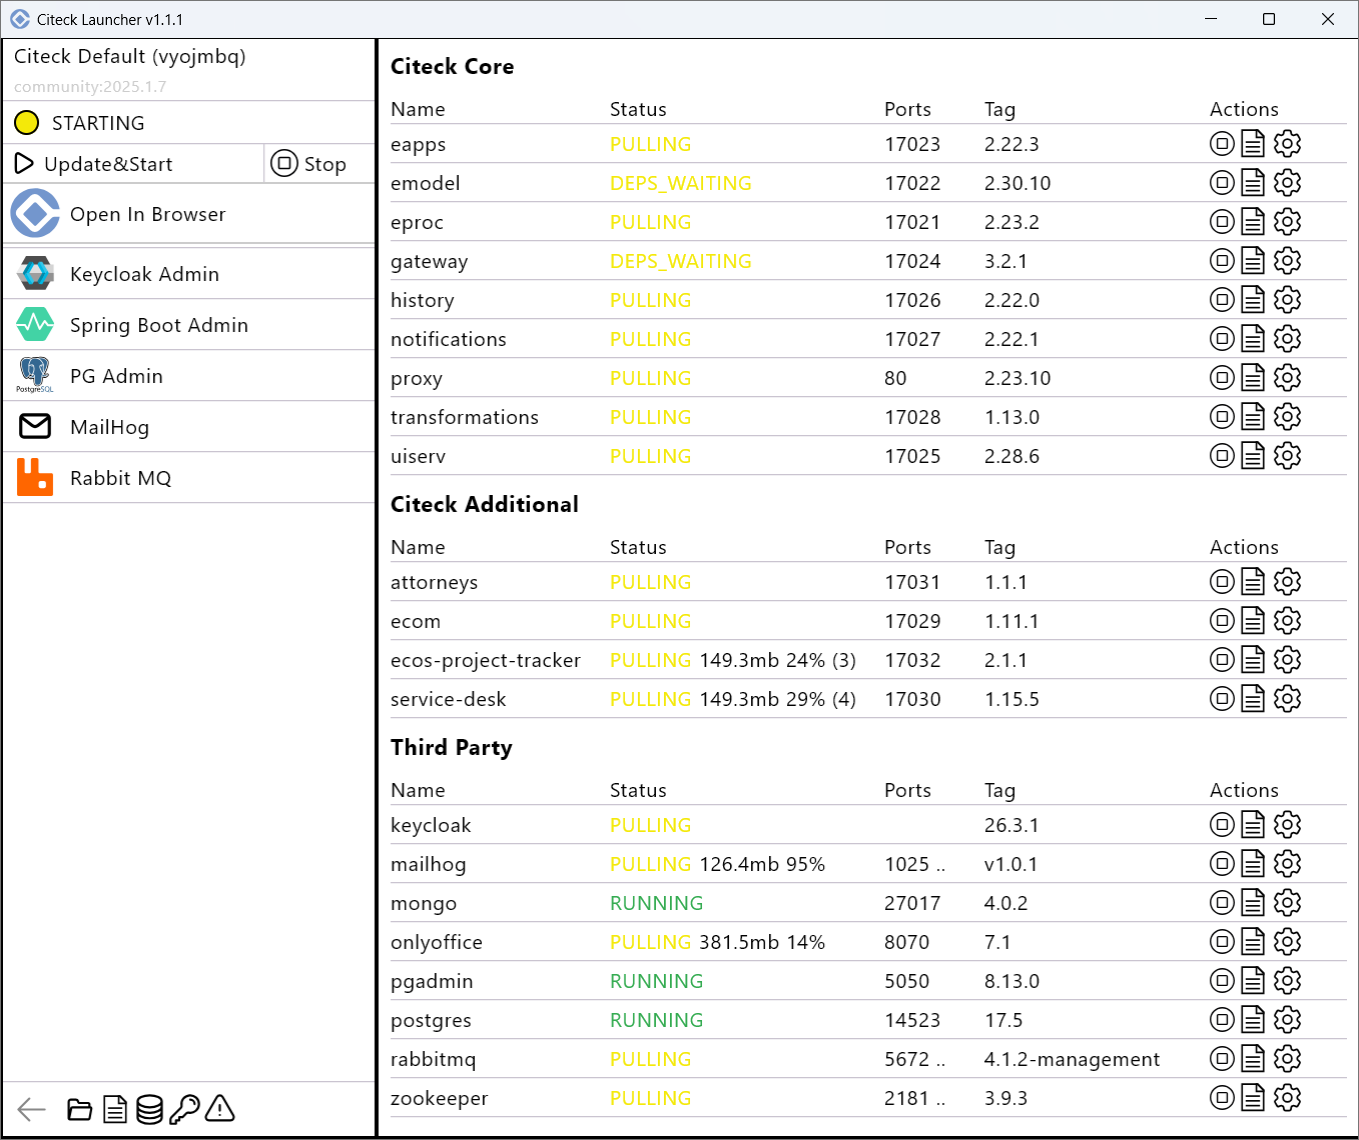 Citeck Launcher v1.1.1
Citeck Default (vyojmbq)
community:2025.1.7
STARTING
Update&Start Stop
Open In Browser
Keycloak Admin
Spring Boot Admin
PostgreSQL PG Admin
MailHog
Rabbit MQ
Citeck Core
Name Status Ports Tag Actions
eapps PULLING 17023 2.22.3
emodel DEPS_WAITING 17022 2.30.10
eproc PULLING 17021 2.23.2
gateway DEPS_WAITING 17024 3.2.1
history PULLING 17026 2.22.0
notifications PULLING 17027 2.22.1
proxy PULLING 80 2.23.10
transformations PULLING 17028 1.13.0
uiserv PULLING 17025 2.28.6
Citeck Additional
Name Status Ports Tag Actions
attorneys PULLING 17031 1.1.1
ecom PULLING 17029 1.11.1
ecos-project-tracker PULLING 149.3mb 24% (3) 17032 2.1.1
service-desk PULLING 149.3mb 29% (4) 17030 1.15.5
Third Party
Name Status Ports Tag Actions
keycloak PULLING 26.3.1
mailhog PULLING 126.4mb 95% 1025 .. v1.0.1
mongo RUNNING 27017 4.0.2
onlyoffice PULLING 381.5mb 14% 8070 7.1
pgadmin RUNNING 5050 8.13.0
postgres RUNNING 14523 17.5
rabbitmq PULLING 5672 .. 4.1.2-management
zookeeper PULLING 2181 .. 3.9.3